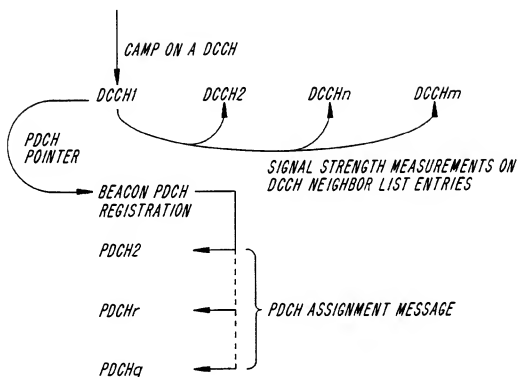 CAMP ON A DCCH
DCCH1 DCCH2 DCCHn DCCHm
PDCH
POINTER
SIGNAL STRENGTH MEASUREMENTS ON
DCCH NEIGHBOR LIST ENTRIES
BEACON PDCH
REGISTRATION
PDCH2
PDCHr PDCH ASSIGNMENT MESSAGE
PDCHq